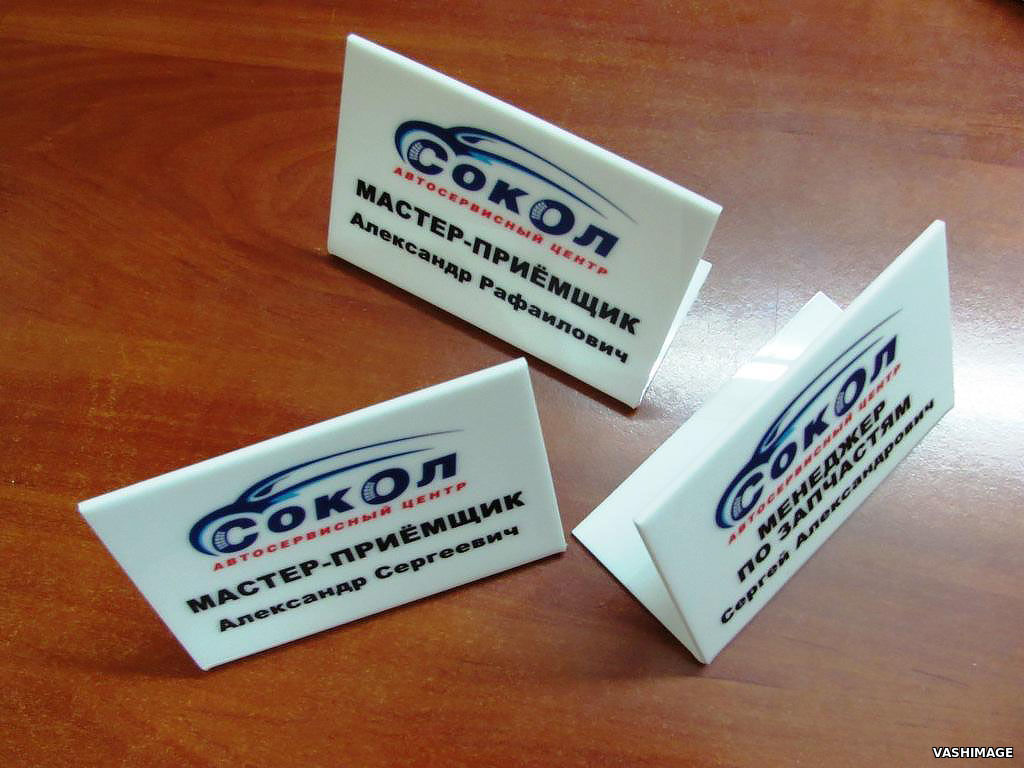 СОКОЛ
АВТОСЕРВИСНЫЙ ЦЕНТР
МАСТЕР-ПРИЁМЩИК
Александр Рафаилович
СОКОЛ
АВТОСЕРВИСНЫЙ ЦЕНТР
МАСТЕР-ПРИЁМЩИК
Александр Сергеевич
СОКОЛ
АВТОСЕРВИСНЫЙ ЦЕНТР
МЕНЕДЖЕР
ПО ЗАПЧАСТЯМ
Сергей Александрович
VASHIMAGE